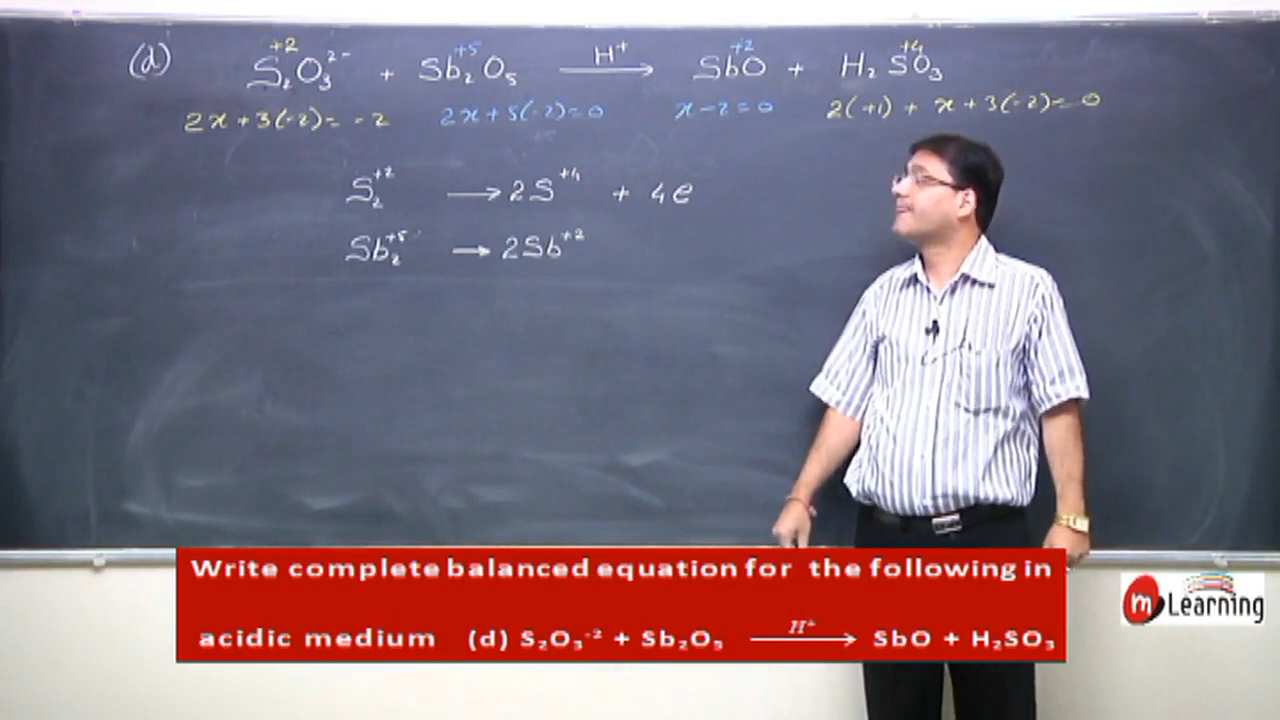 +2 +5 H⁺ +2 +4
(d) S₂O₃²⁻ + Sb₂O₅ ⟶ SbO + H₂SO₃
2x+3(-2)=-2 2x+5(-2)=0 x-2=0 2(+1) + x+3(-2)=0
S₂⁺² ⟶ 2S⁺⁴ + 4e
Sb₂⁺⁵ ⟶ 2Sb⁺²
Write complete balanced equation for the following in
acidic medium (d) S₂O₃⁻² + Sb₂O₅ —H⁺→ SbO + H₂SO₃
m Learning